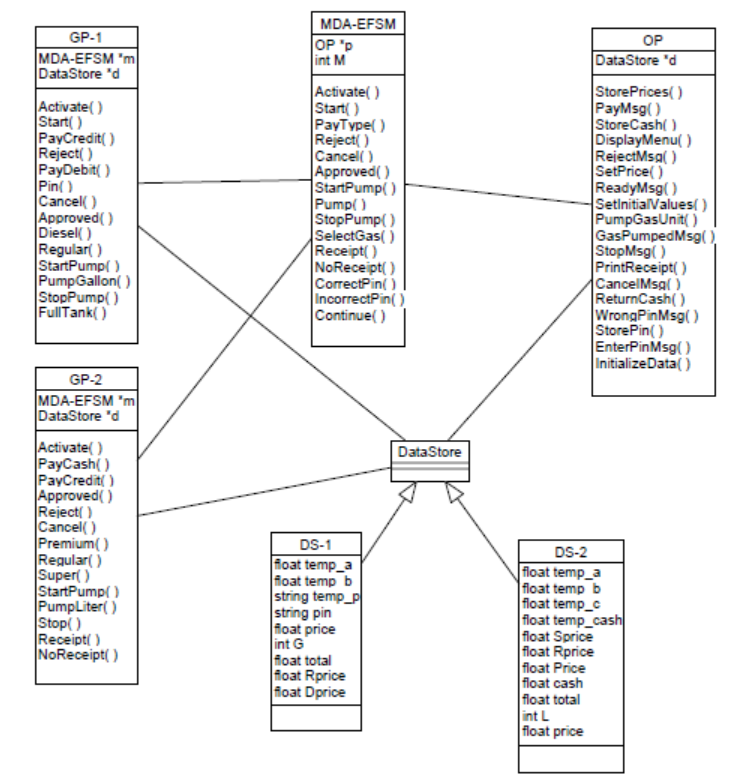 GP-1
MDA-EFSM *m
DataStore *d
Activate( )
Start( )
PayCredit( )
Reject( )
PayDebit( )
Pin( )
Cancel( )
Approved( )
Diesel( )
Regular( )
StartPump( )
PumpGallon( )
StopPump( )
FullTank( )
MDA-EFSM
OP *p
int M
Activate( )
Start( )
PayType( )
Reject( )
Cancel( )
Approved( )
StartPump( )
Pump( )
StopPump( )
SelectGas( )
Receipt( )
NoReceipt( )
CorrectPin( )
IncorrectPin( )
Continue( )
OP
DataStore *d
StorePrices( )
PayMsg( )
StoreCash( )
DisplayMenu( )
RejectMsg( )
SetPrice( )
ReadyMsg( )
SetInitialValues( )
PumpGasUnit( )
GasPumpedMsg( )
StopMsg( )
PrintReceipt( )
CancelMsg( )
ReturnCash( )
WrongPinMsg( )
StorePin( )
EnterPinMsg( )
InitializeData( )
GP-2
MDA-EFSM *m
DataStore *d
Activate( )
PayCash( )
PayCredit( )
Approved( )
Reject( )
Cancel( )
Premium( )
Regular( )
Super( )
StartPump( )
PumpLiter( )
Stop( )
Receipt( )
NoReceipt( )
DataStore
DS-1
float temp_a
float temp_b
string temp_p
string pin
float price
int G
float total
float Rprice
float Dprice
DS-2
float temp_a
float temp_b
float temp_c
float temp_cash
float Sprice
float Rprice
float Price
float cash
float total
int L
float price